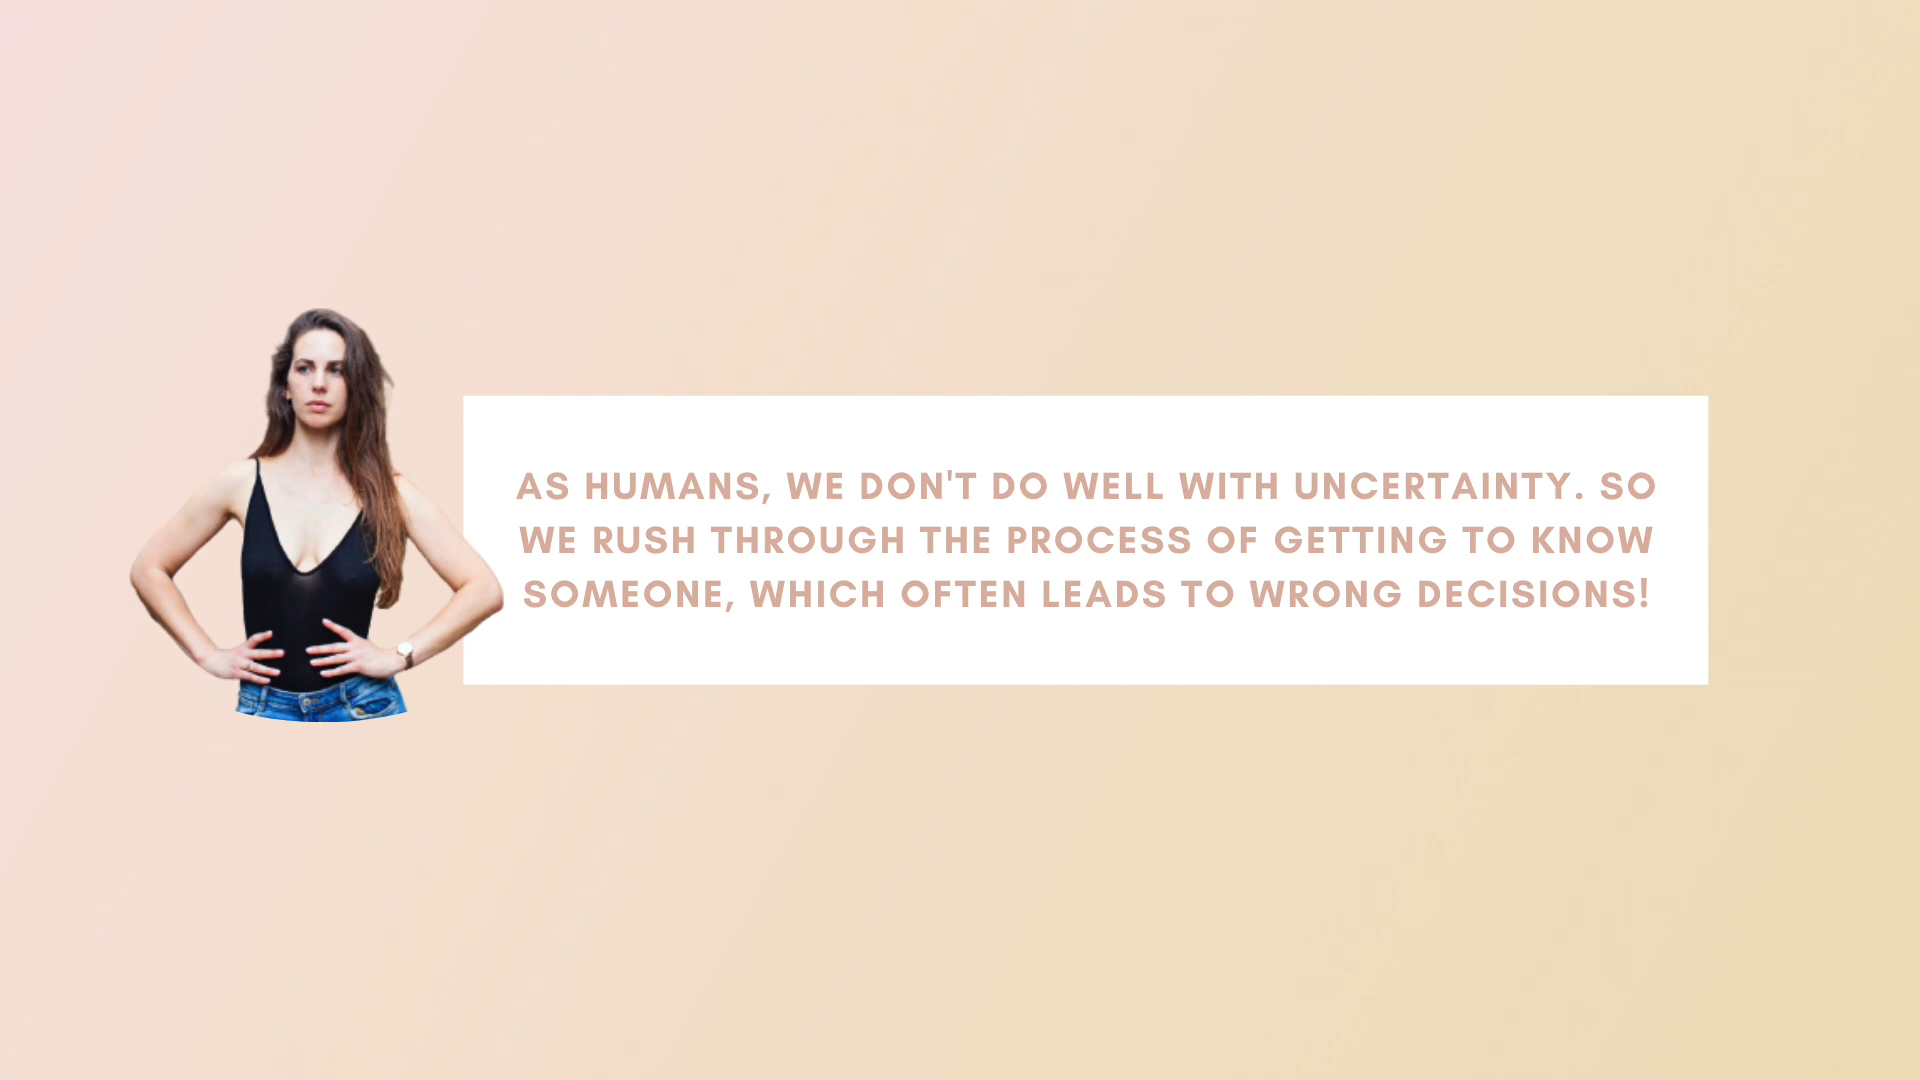 AS HUMANS, WE DON'T DO WELL WITH UNCERTAINTY. SO
WE RUSH THROUGH THE PROCESS OF GETTING TO KNOW
SOMEONE, WHICH OFTEN LEADS TO WRONG DECISIONS!